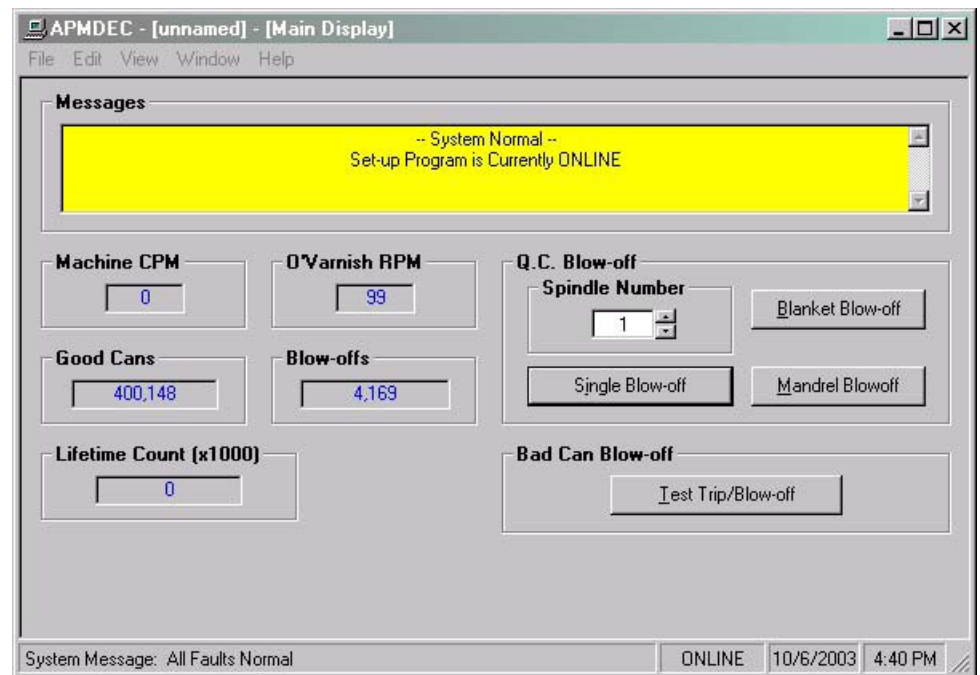 APMDEC - [unnamed] - [Main Display]
File Edit View Window Help
Messages
-- System Normal --
Set-up Program is Currently ONLINE
Machine CPM
0
O'Varnish RPM
99
Good Cans
400,148
Blow-offs
4,169
Lifetime Count (x1000)
0
Q.C. Blow-off
Spindle Number
1
Blanket Blow-off
Single Blow-off
Mandrel Blowoff
Bad Can Blow-off
Test Trip/Blow-off
System Message: All Faults Normal
ONLINE
10/6/2003
4:40 PM